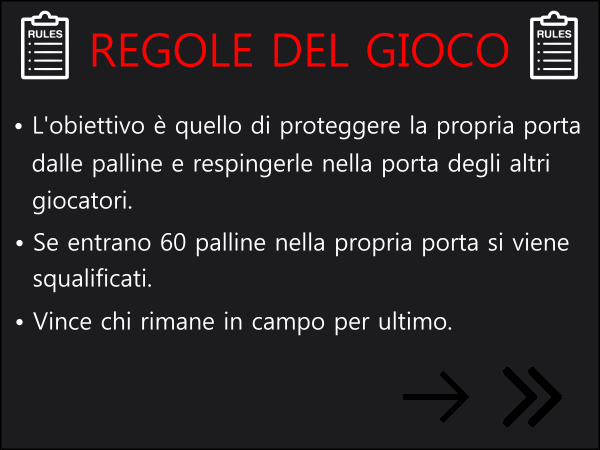 RULES
REGOLE DEL GIOCO
RULES
• L'obiettivo è quello di proteggere la propria porta
dalle palline e respingerle nella porta degli altri
giocatori.
• Se entrano 60 palline nella propria porta si viene
squalificati.
• Vince chi rimane in campo per ultimo.